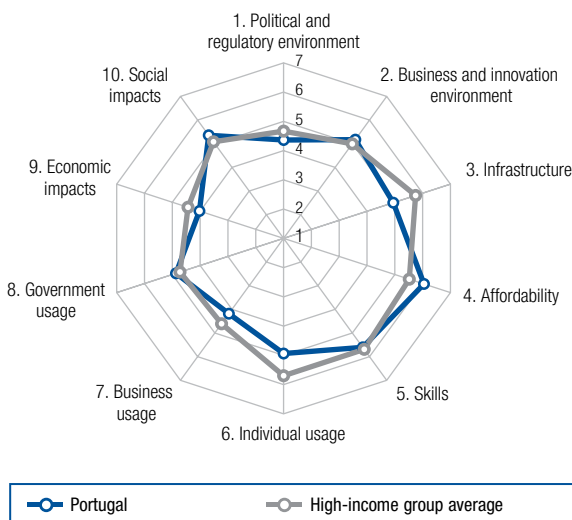 1. Political and
regulatory environment
7
6
5
4
3
2
1
2. Business and innovation
environment
3. Infrastructure
4. Affordability
5. Skills
6. Individual usage
7. Business
usage
8. Government
usage
9. Economic
impacts
10. Social
impacts
Portugal
High-income group average